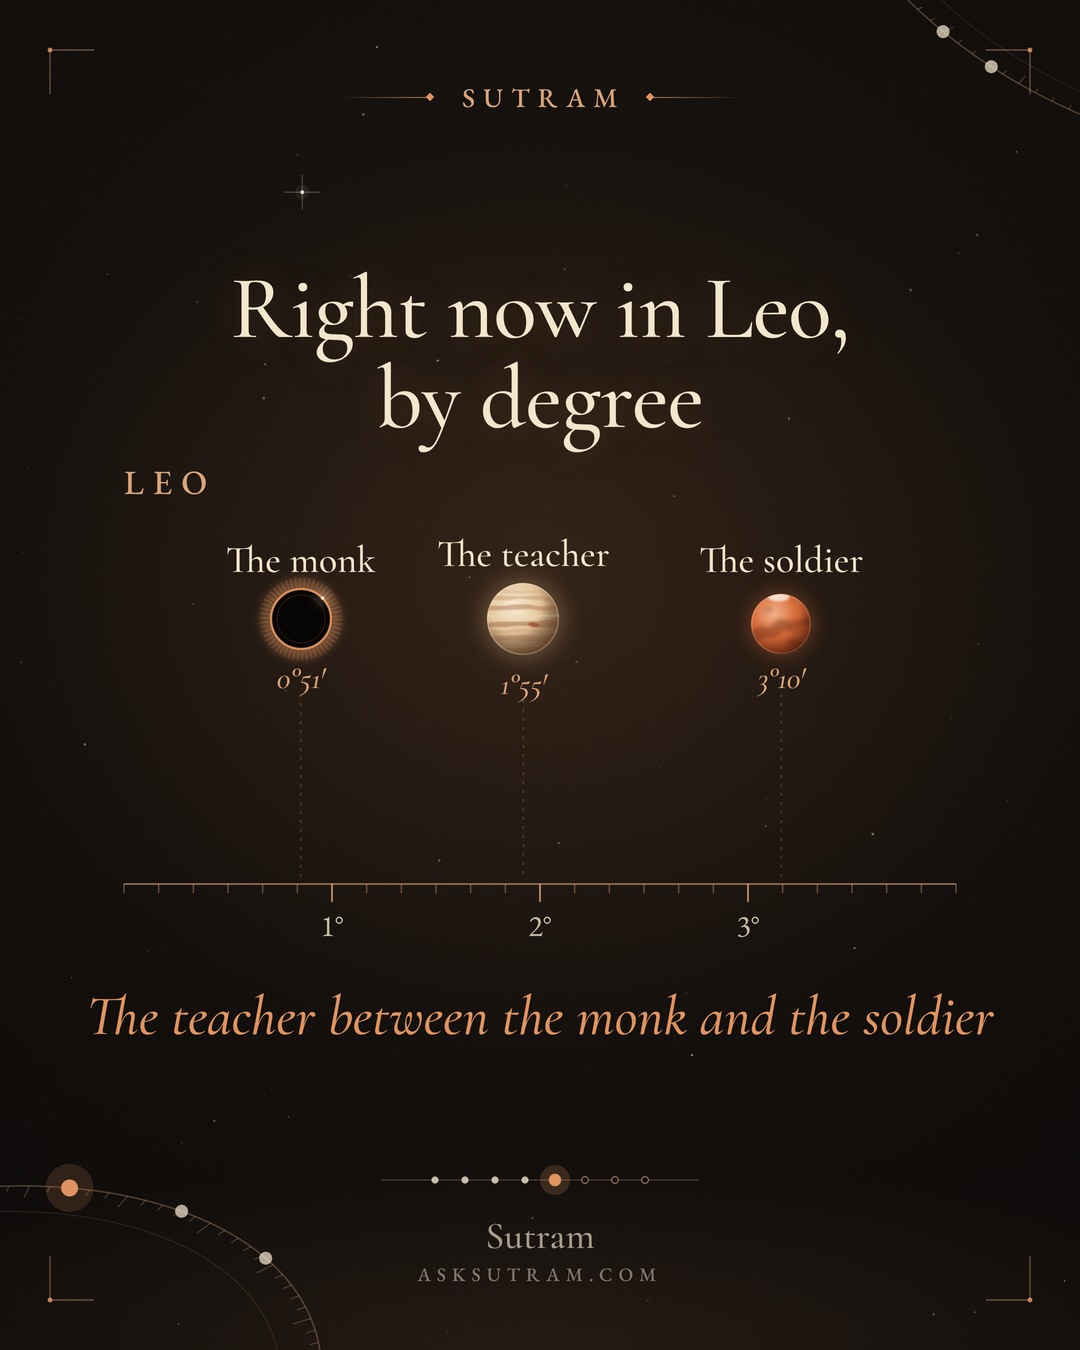 SUTRAM
Right now in Leo,
by degree
LEO
The monk
The teacher
The soldier
0°51′
1°55′
3°10′
1°
2°
3°
The teacher between the monk and the soldier
Sutram
ASKSUTRAM.COM